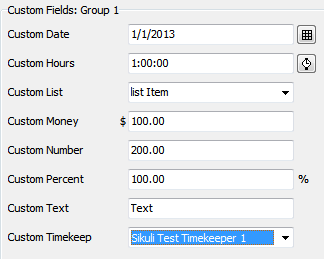 Custom Fields: Group 1
Custom Date 1/1/2013
Custom Hours 1:00:00
Custom List list Item
Custom Money $ 100.00
Custom Number 200.00
Custom Percent 100.00 %
Custom Text Text
Custom Timekeep Sikuli Test Timekeeper 1